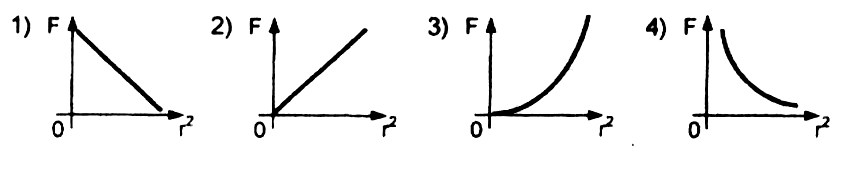 1) F 2) F 3) F 4) F
0 r² 0 r² 0 r² 0 r²